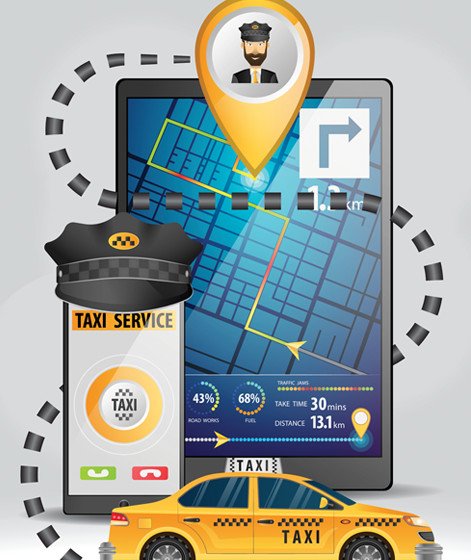 1.3 km
TAXI SERVICE
TAXI
43%
ROAD WORKS
68%
FUEL
TRAFFIC JAMS
TAKE TIME 30 mins
DISTANCE 13.1 km
TAXI
TAXI